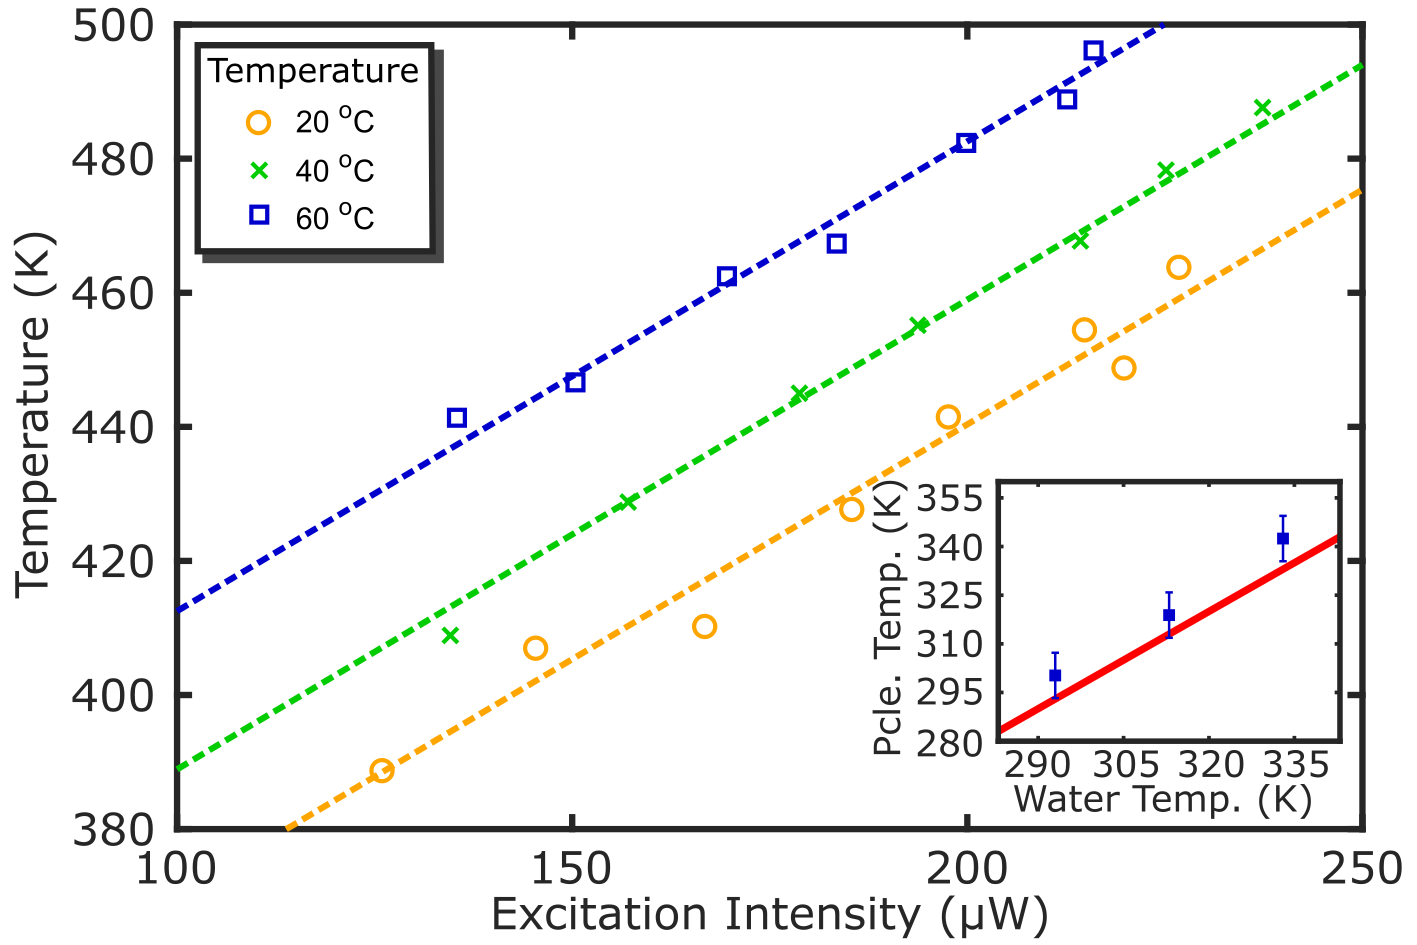 500
480
460
440
420
400
380
Temperature (K)
Temperature
20 °C
40 °C
60 °C
100
150
200
250
Excitation Intensity (µW)
355
340
325
310
295
280
Pcle. Temp. (K)
290 305 320 335
Water Temp. (K)